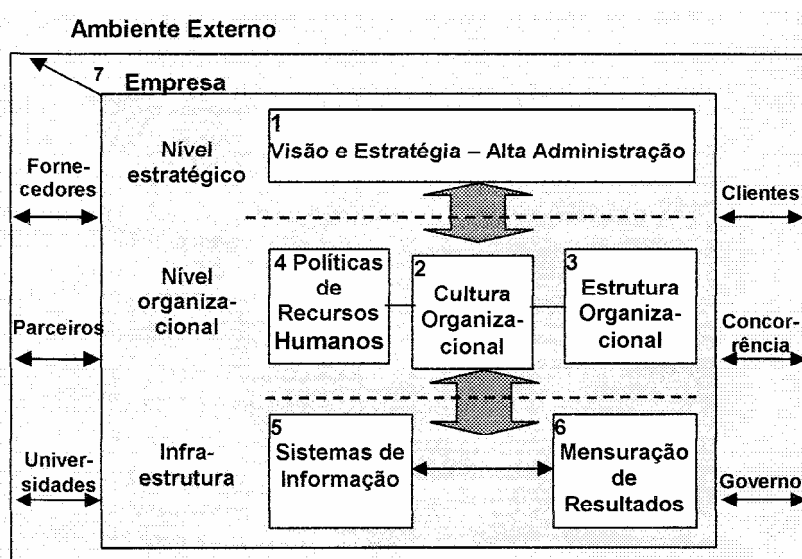 Ambiente Externo
7
Empresa
1
Visão e Estratégia – Alta Administração
Nível
estratégico
Forne-
cedores
Clientes
Nível
organiza-
cional
4 Políticas
de
Recursos
Humanos
2
Cultura
Organiza-
cional
3
Estrutura
Organiza-
cional
Parceiros
Concor-
rência
Infra-
estrutura
5
Sistemas de
Informação
6
Mensuração
de
Resultados
Univer-
sidades
Governo